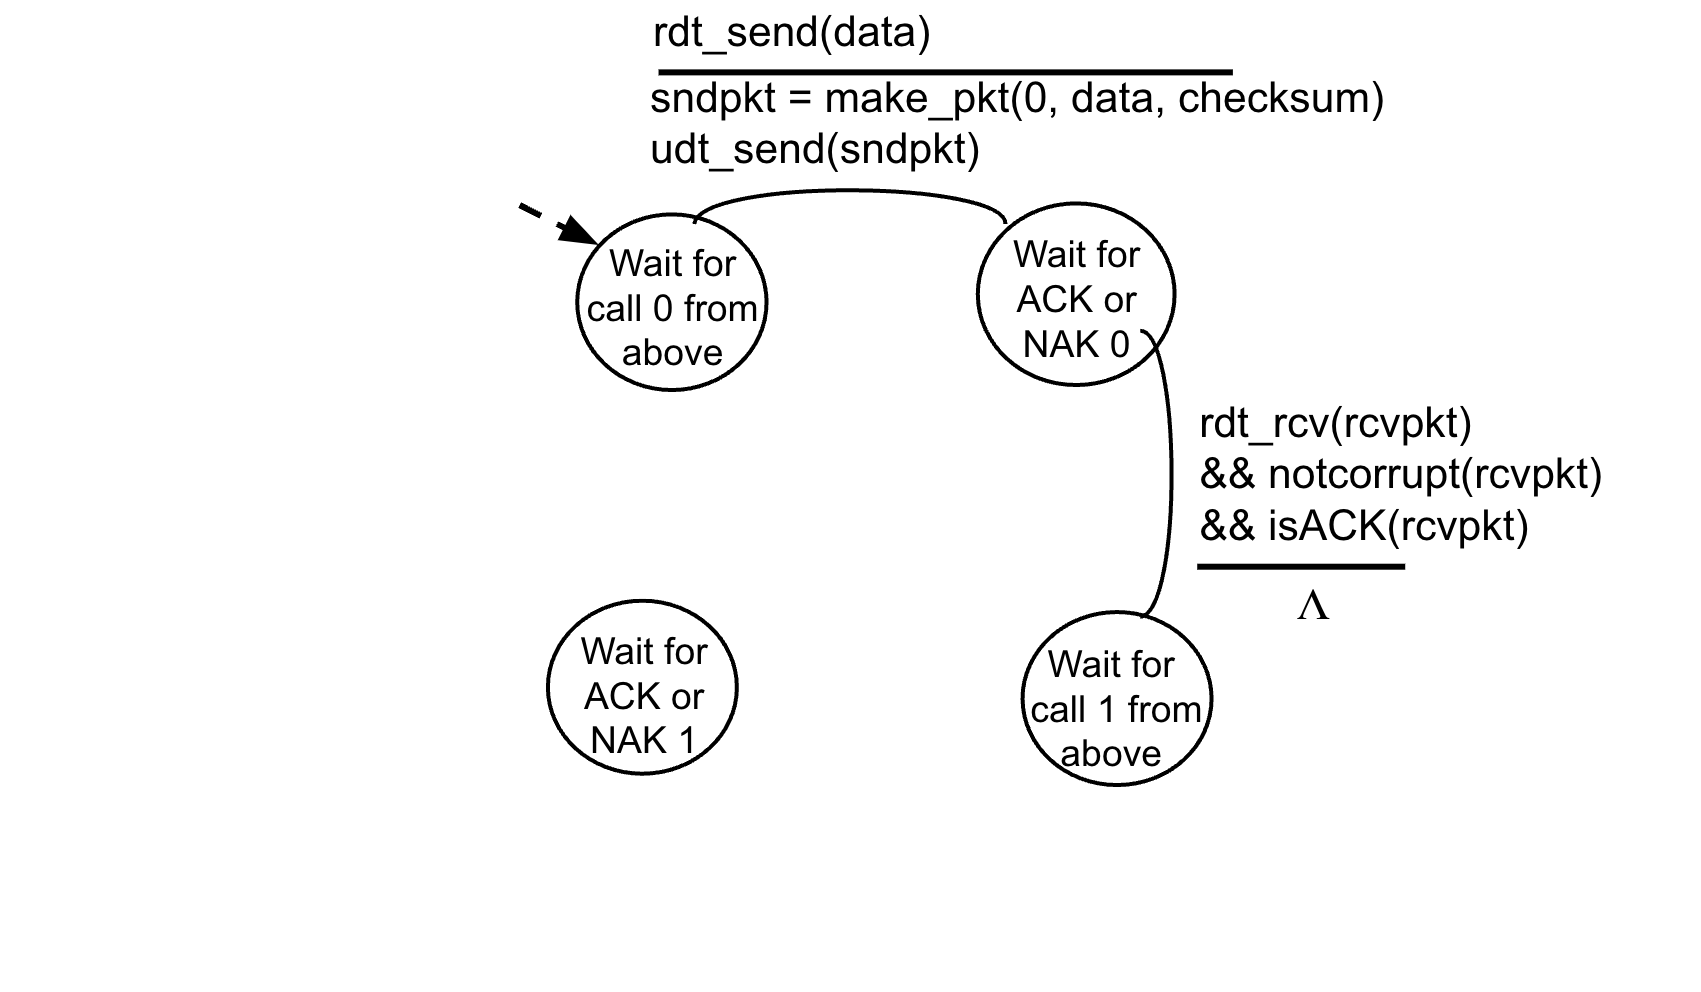 rdt_send(data)
sndpkt = make_pkt(0, data, checksum)
udt_send(sndpkt)
Wait for
call 0 from
above
Wait for
ACK or
NAK 0
rdt_rcv(rcvpkt)
&& notcorrupt(rcvpkt)
&& isACK(rcvpkt)
Λ
Wait for
ACK or
NAK 1
Wait for
call 1 from
above